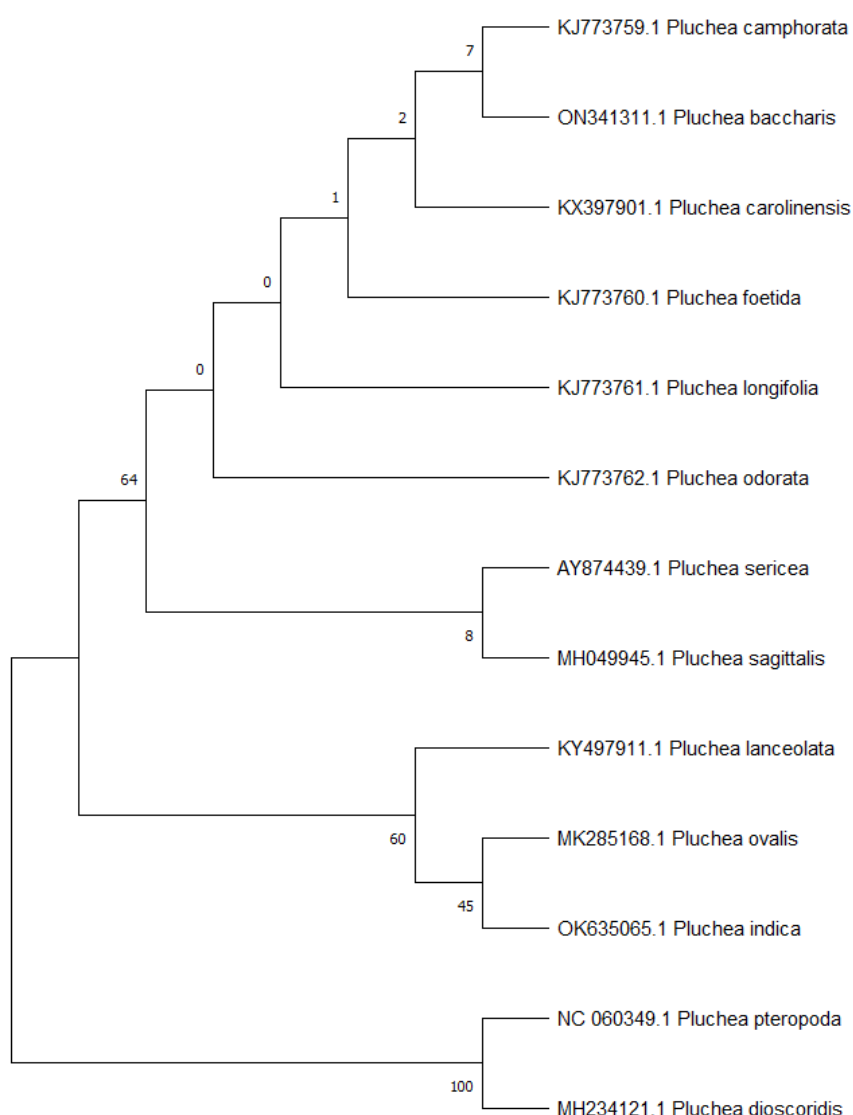 KJ773759.1 Pluchea camphorata
7
ON341311.1 Pluchea baccharis
2
KX397901.1 Pluchea carolinensis
1
KJ773760.1 Pluchea foetida
0
KJ773761.1 Pluchea longifolia
0
KJ773762.1 Pluchea odorata
64
AY874439.1 Pluchea sericea
8
MH049945.1 Pluchea sagittalis
KY497911.1 Pluchea lanceolata
60
MK285168.1 Pluchea ovalis
45
OK635065.1 Pluchea indica
NC 060349.1 Pluchea pteropoda
100
MH234121.1 Pluchea dioscoridis